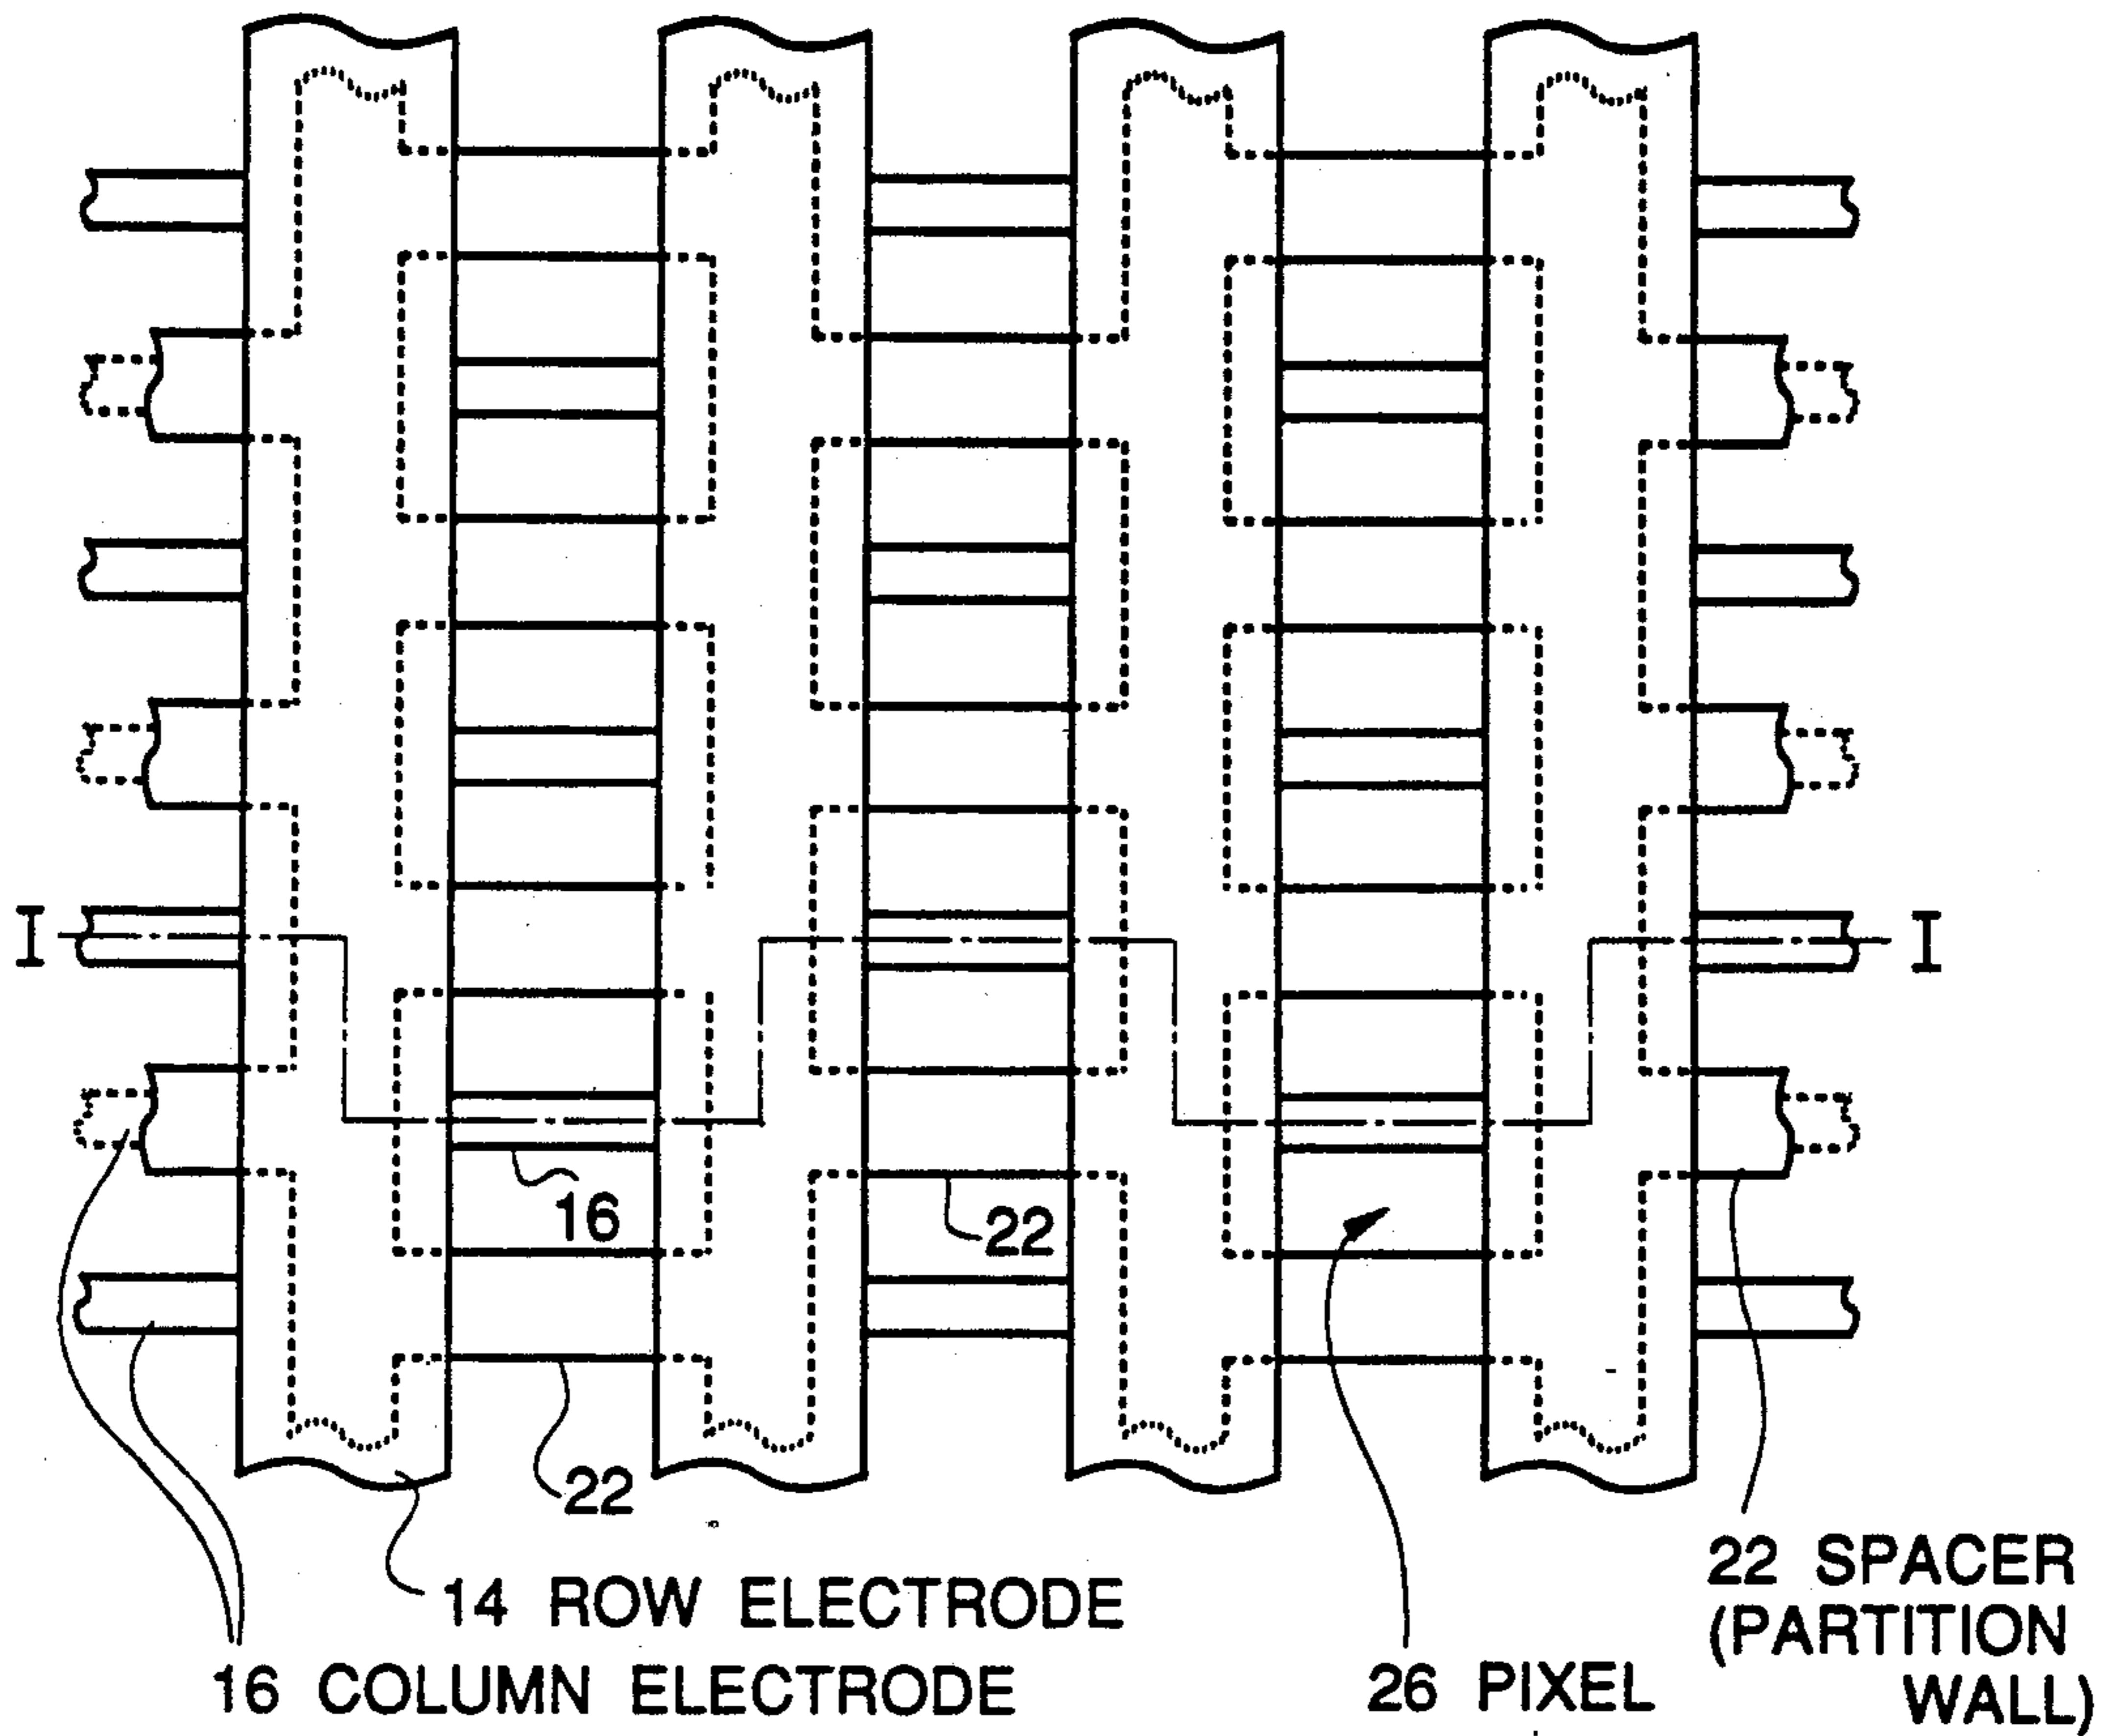 I
I
16
22
22
14 ROW ELECTRODE
16 COLUMN ELECTRODE
26 PIXEL
22 SPACER
(PARTITION
WALL)